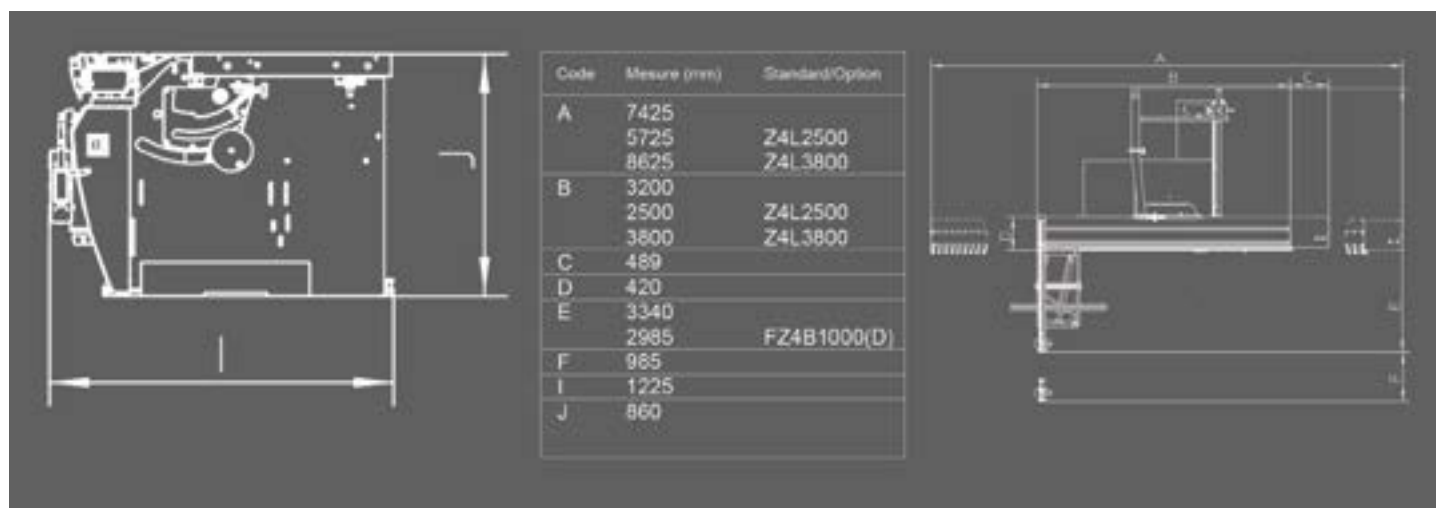 J
I
Code Mesure (mm) Standard/Option
A 7425
5725 Z4L2500
8625 Z4L3800
B 3200
2500 Z4L2500
3800 Z4L3800
C 489
D 420
E 3340
2985 FZ4B1000(D)
F 985
I 1225
J 860
A
B C
D
E
F